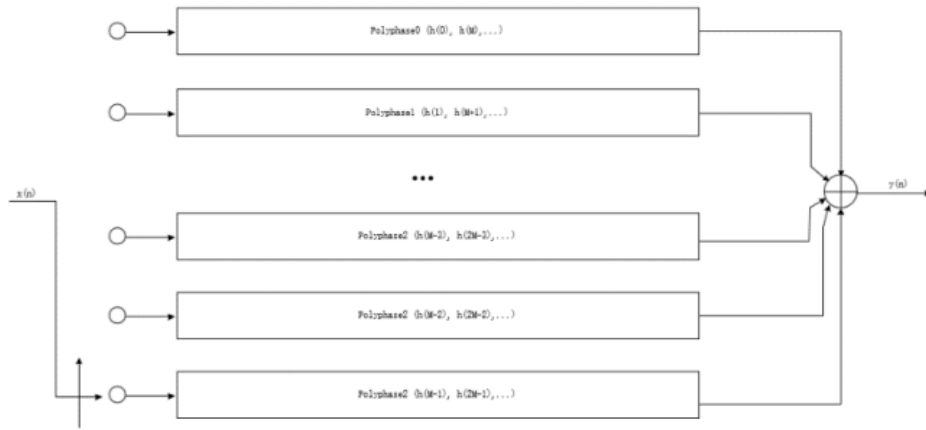 Polyphase0 (h(0), h(M),...)
Polyphase1 (h(1), h(M+1),...)
...
x(n)
y(n)
Polyphase2 (h(M-3), h(2M-3),...)
Polyphase2 (h(M-2), h(2M-2),...)
Polyphase2 (h(M-1), h(2M-1),...)